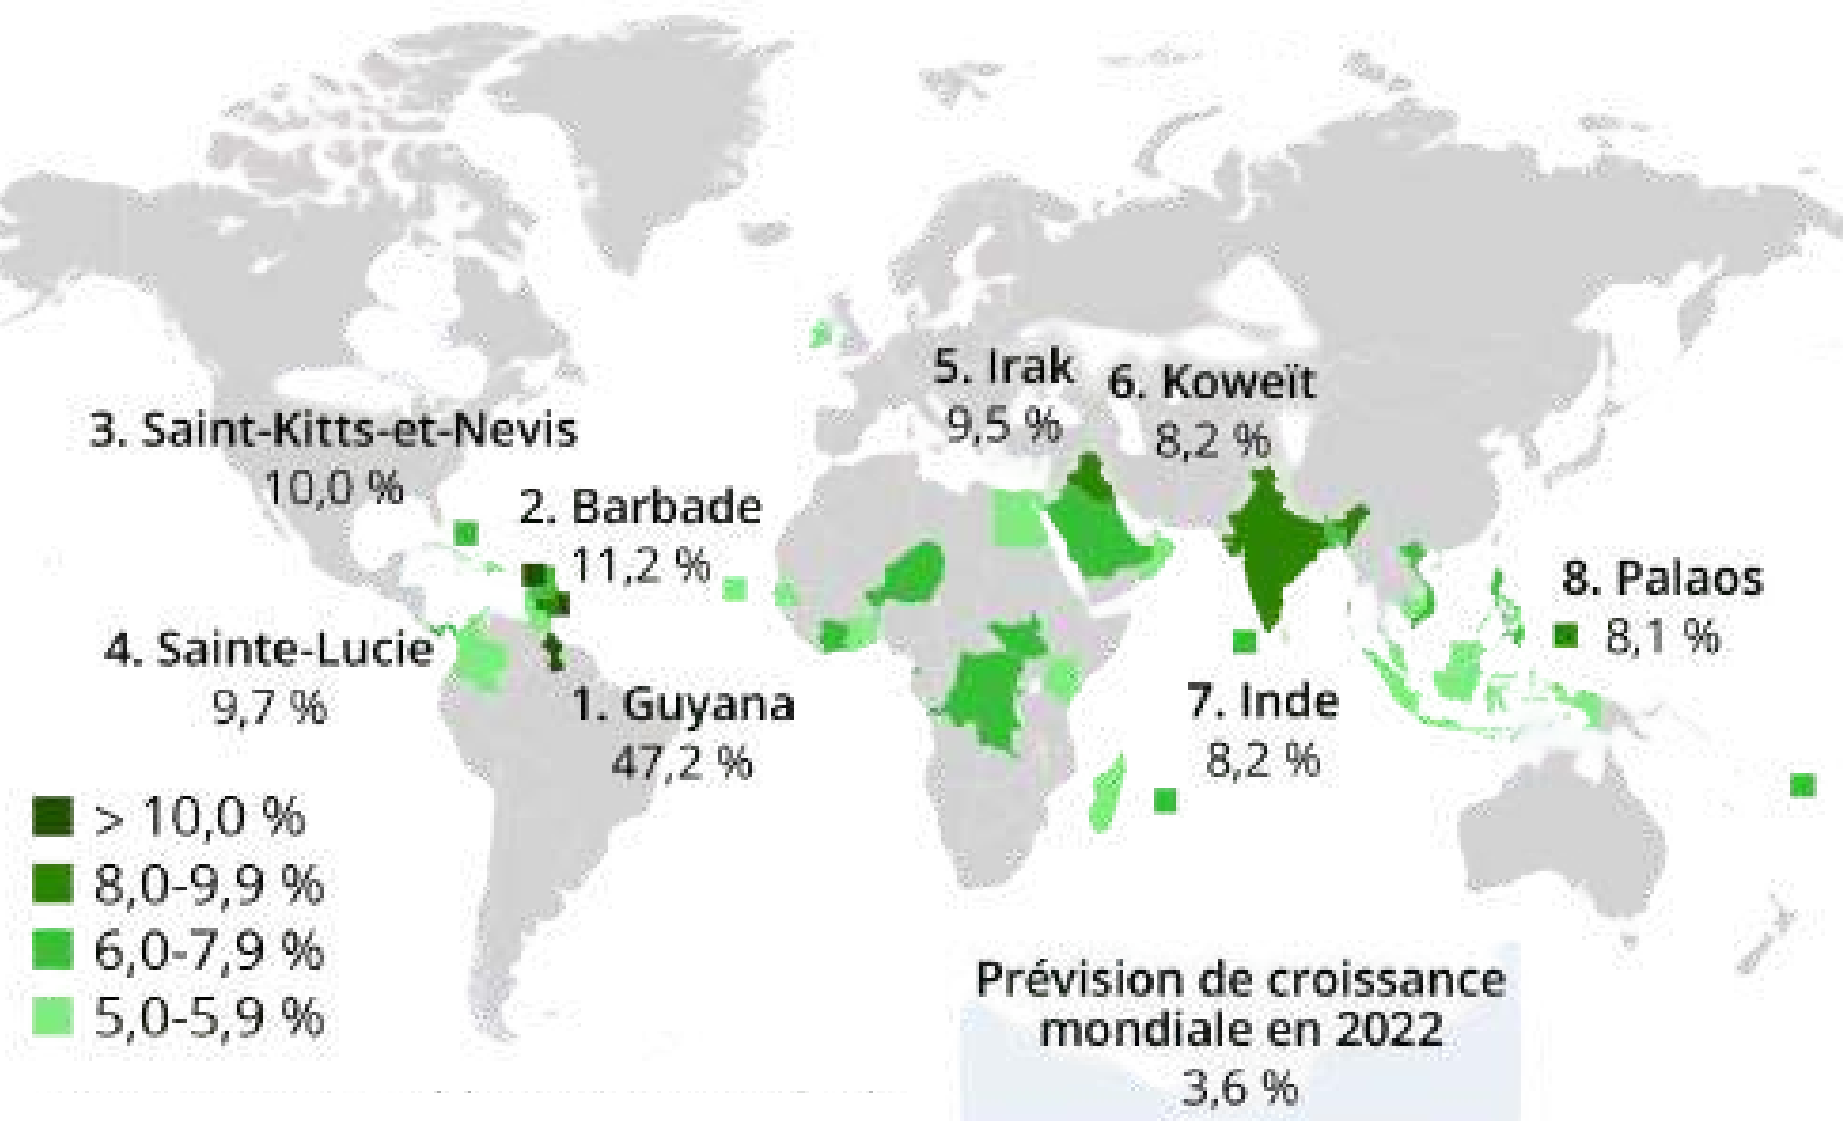 5. Irak
9,5 %
6. Koweït
8,2 %
3. Saint-Kitts-et-Nevis
10,0 %
2. Barbade
11,2 %
8. Palaos
8,1 %
4. Sainte-Lucie
9,7 %
1. Guyana
47,2 %
7. Inde
8,2 %
> 10,0 %
8,0-9,9 %
6,0-7,9 %
5,0-5,9 %
Prévision de croissance
mondiale en 2022
3,6 %